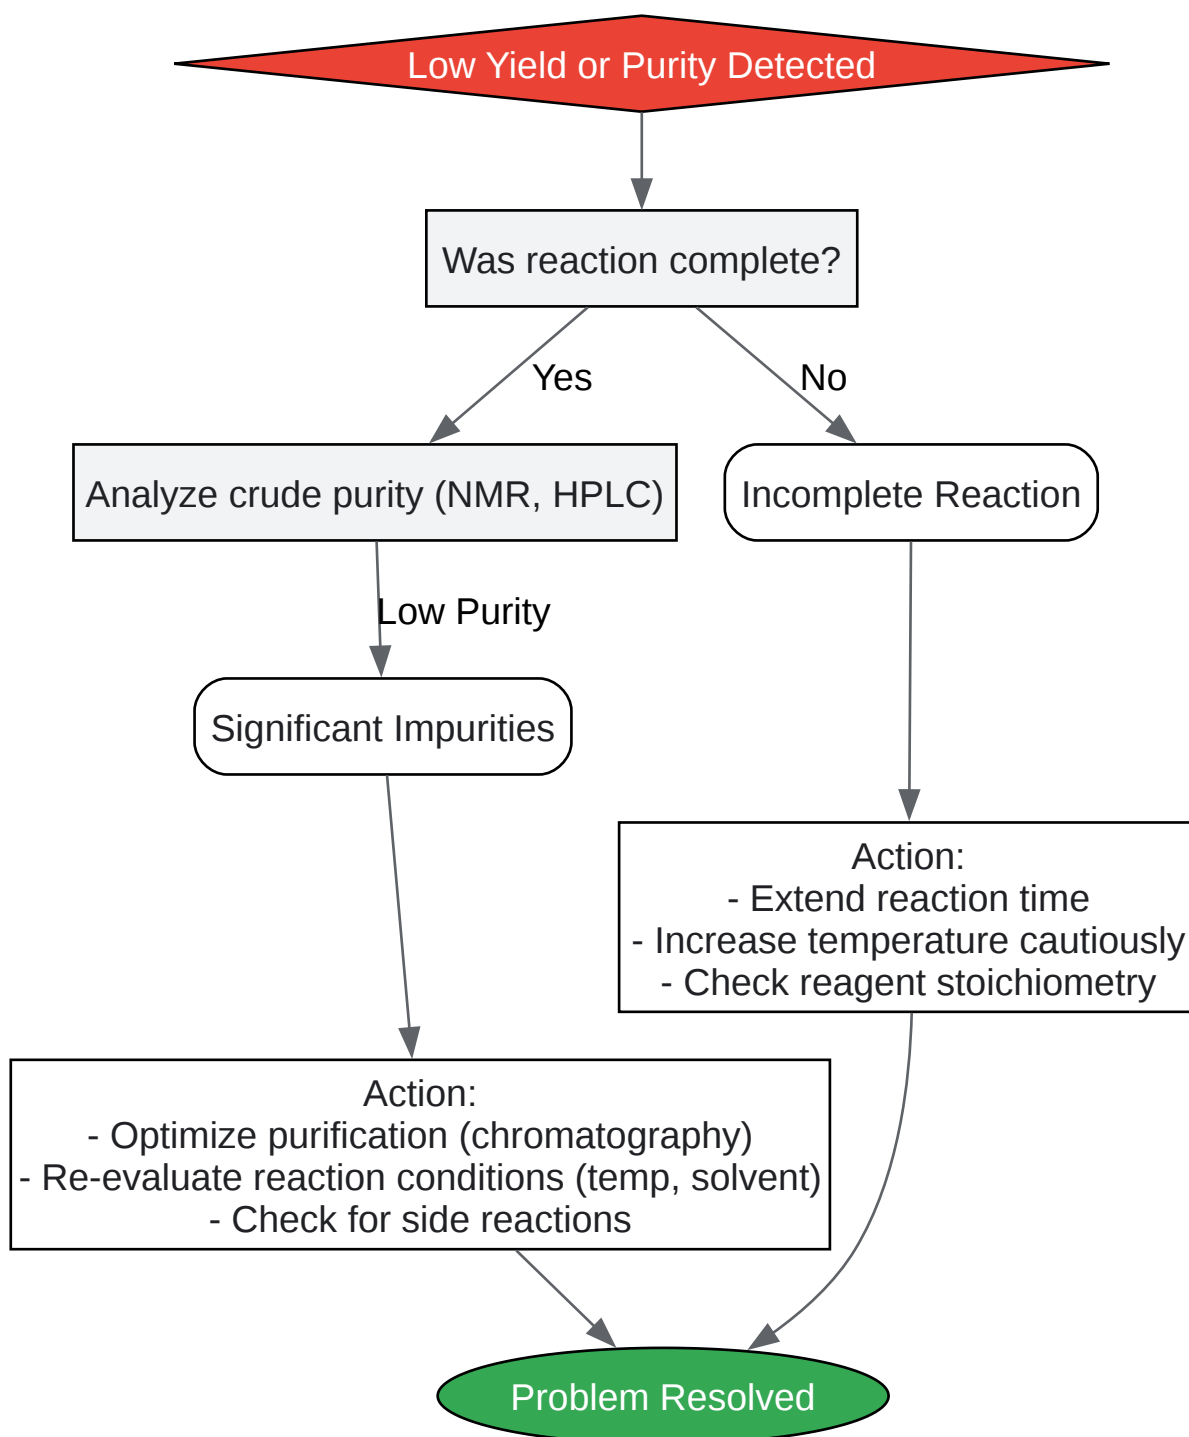 Low Yield or Purity Detected
Was reaction complete?
Yes
No
Analyze crude purity (NMR, HPLC)
Incomplete Reaction
Low Purity
Significant Impurities
Action:
- Extend reaction time
- Increase temperature cautiously
- Check reagent stoichiometry
Action:
- Optimize purification (chromatography)
- Re-evaluate reaction conditions (temp, solvent)
- Check for side reactions
Problem Resolved